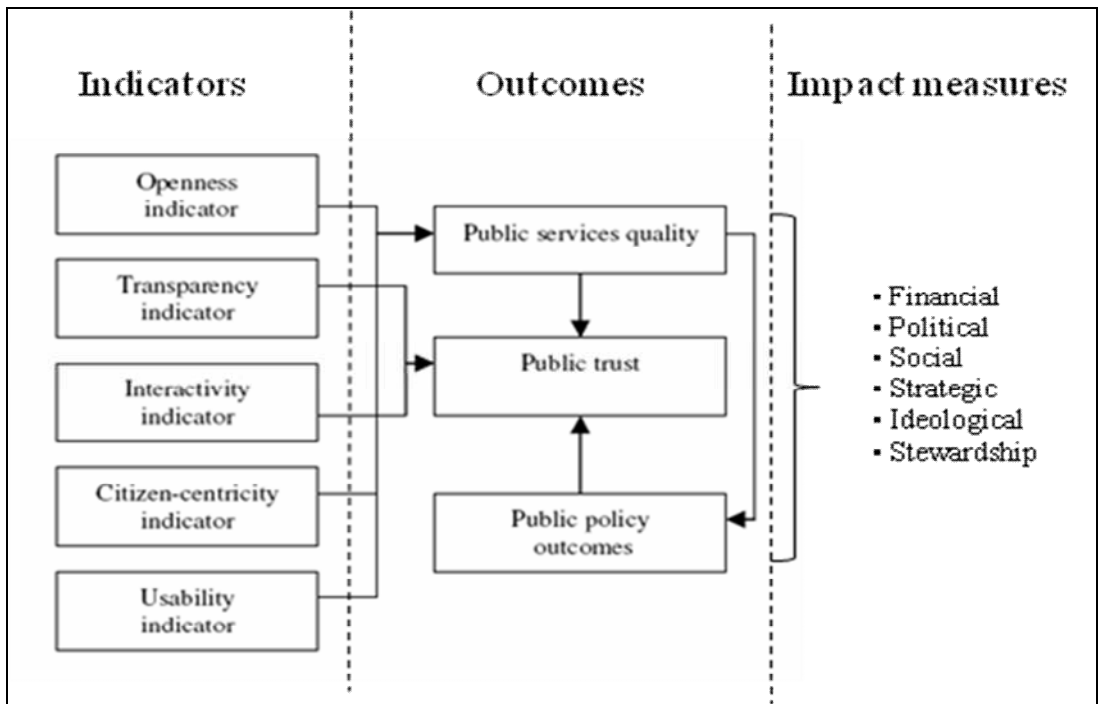 Indicators
Outcomes
Impact measures
Openness
indicator
Transparency
indicator
Interactivity
indicator
Citizen-centricity
indicator
Usability
indicator
Public services quality
Public trust
Public policy
outcomes
▪ Financial
▪ Political
▪ Social
▪ Strategic
▪ Ideological
▪ Stewardship